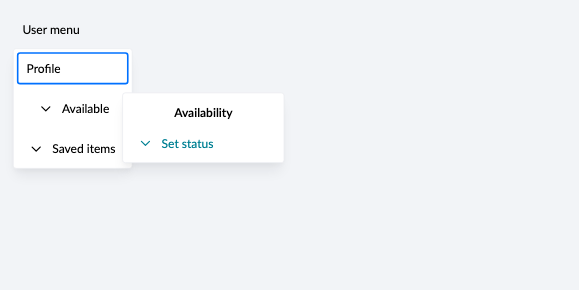 User menu
Profile
Available
Availability
Set status
Saved items